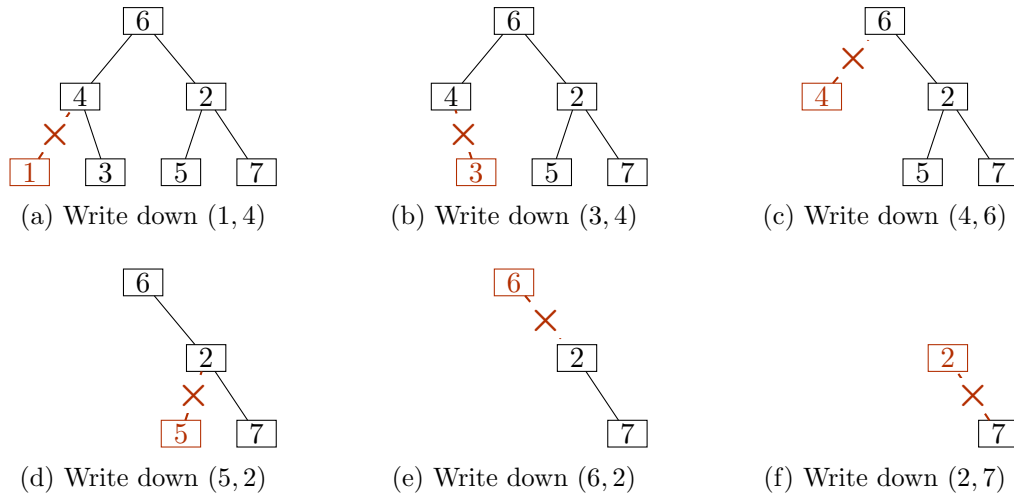 6 6 6
4 2 4 2 4 2
1 3 5 7 3 5 7 5 7
(a) Write down (1, 4) (b) Write down (3, 4) (c) Write down (4, 6)
6 6
2 2 2
5 7 7 7
(d) Write down (5, 2) (e) Write down (6, 2) (f) Write down (2, 7)